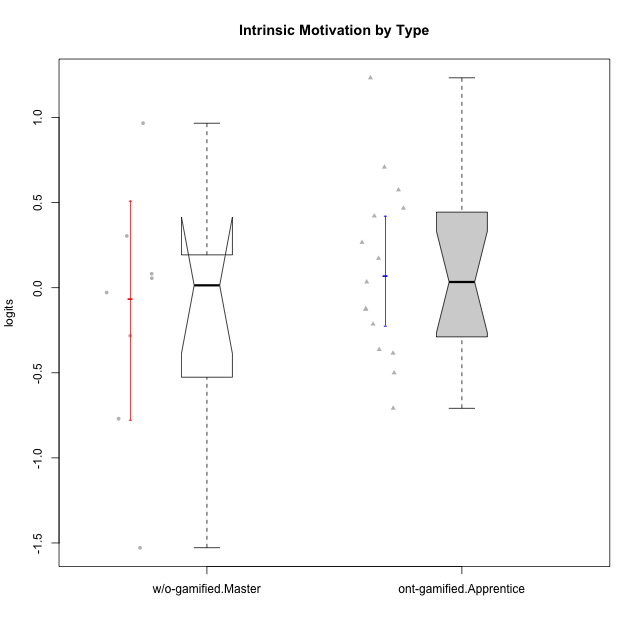 Intrinsic Motivation by Type
logits
1.0
0.5
0.0
-0.5
-1.0
-1.5
w/o-gamified.Master
ont-gamified.Apprentice